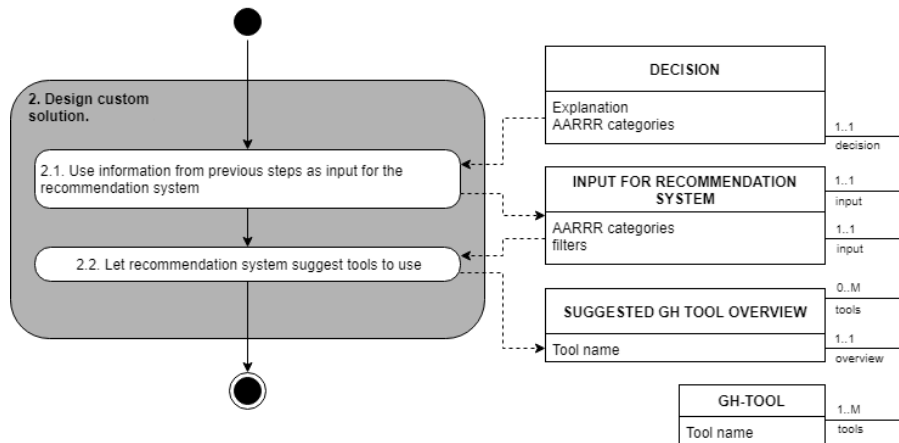 2. Design custom
solution.
2.1. Use information from previous steps as input for the
recommendation system
2.2. Let recommendation system suggest tools to use
DECISION
Explanation
AARRR categories
1..1
decision
INPUT FOR RECOMMENDATION
SYSTEM
AARRR categories
filters
1..1
input
1..1
input
SUGGESTED GH TOOL OVERVIEW
Tool name
0..M
tools
1..1
overview
GH-TOOL
Tool name
1..M
tools